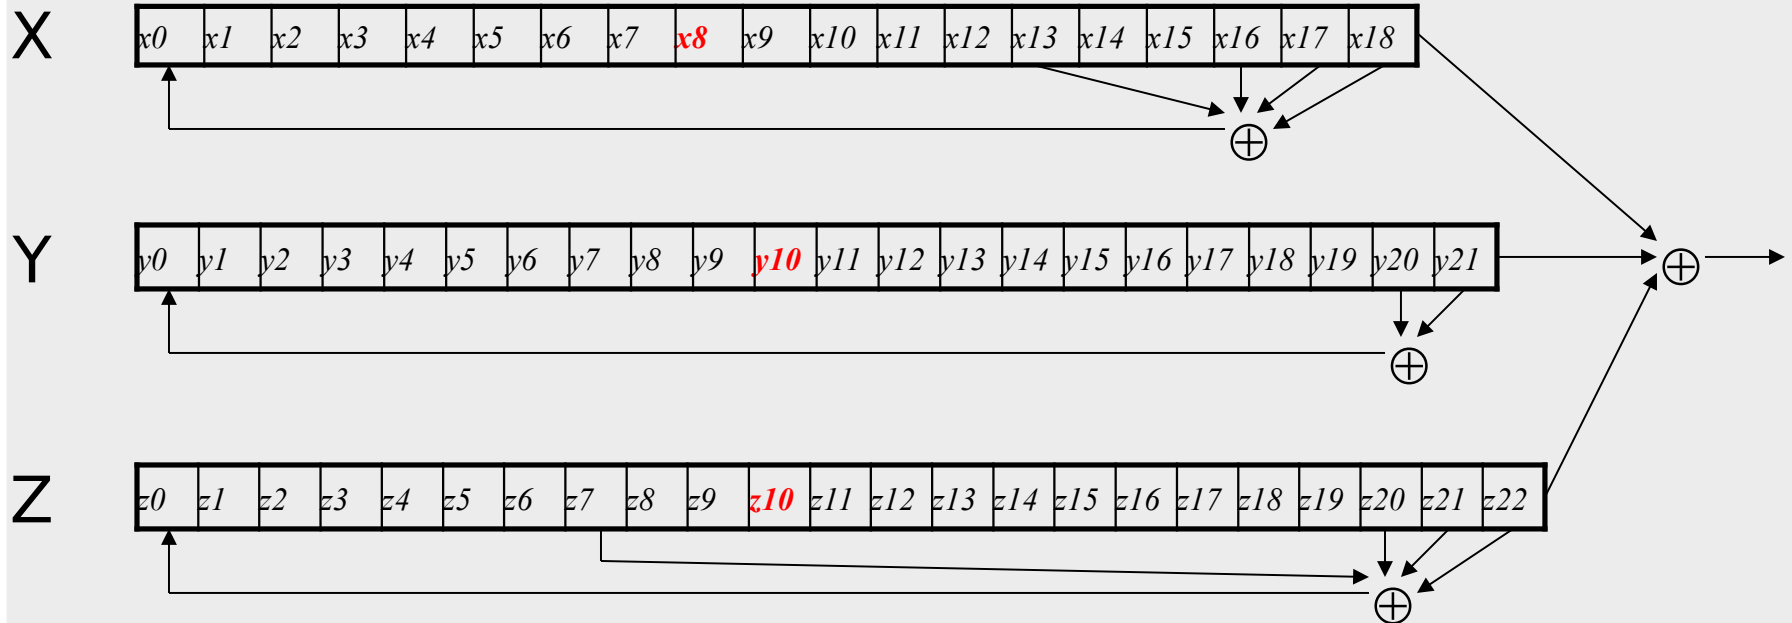 X x0 x1 x2 x3 x4 x5 x6 x7 x8 x9 x10 x11 x12 x13 x14 x15 x16 x17 x18
Y y0 y1 y2 y3 y4 y5 y6 y7 y8 y9 y10 y11 y12 y13 y14 y15 y16 y17 y18 y19 y20 y21
Z z0 z1 z2 z3 z4 z5 z6 z7 z8 z9 z10 z11 z12 z13 z14 z15 z16 z17 z18 z19 z20 z21 z22